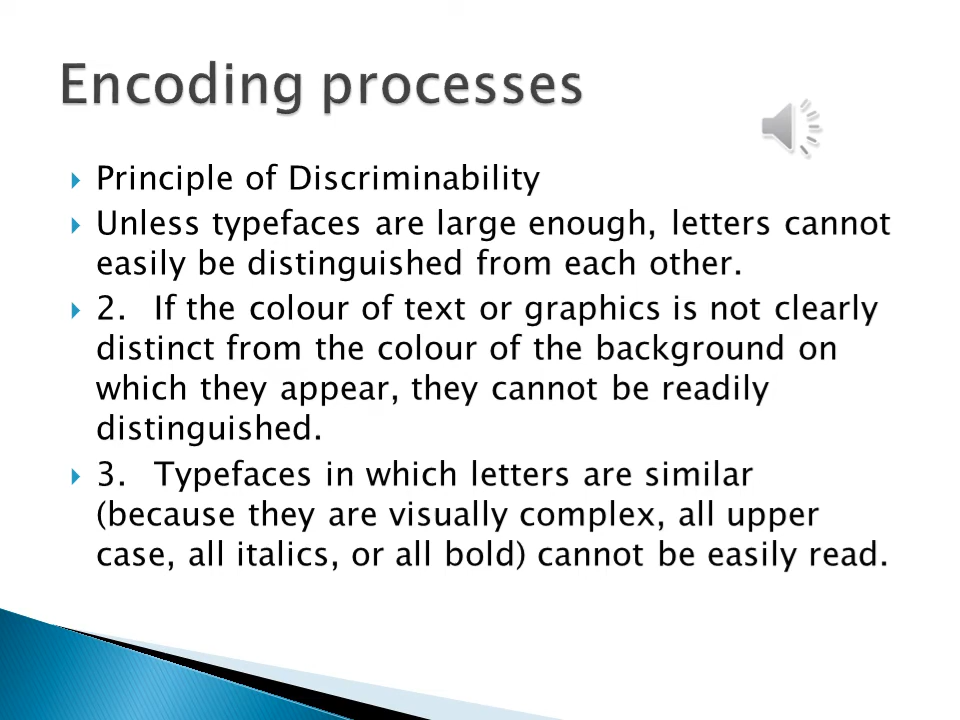 Encoding processes
Principle of Discriminability
Unless typefaces are large enough, letters cannot
easily be distinguished from each other.
2. If the colour of text or graphics is not clearly
distinct from the colour of the background on
which they appear, they cannot be readily
distinguished.
3. Typefaces in which letters are similar
(because they are visually complex, all upper
case, all italics, or all bold) cannot be easily read.